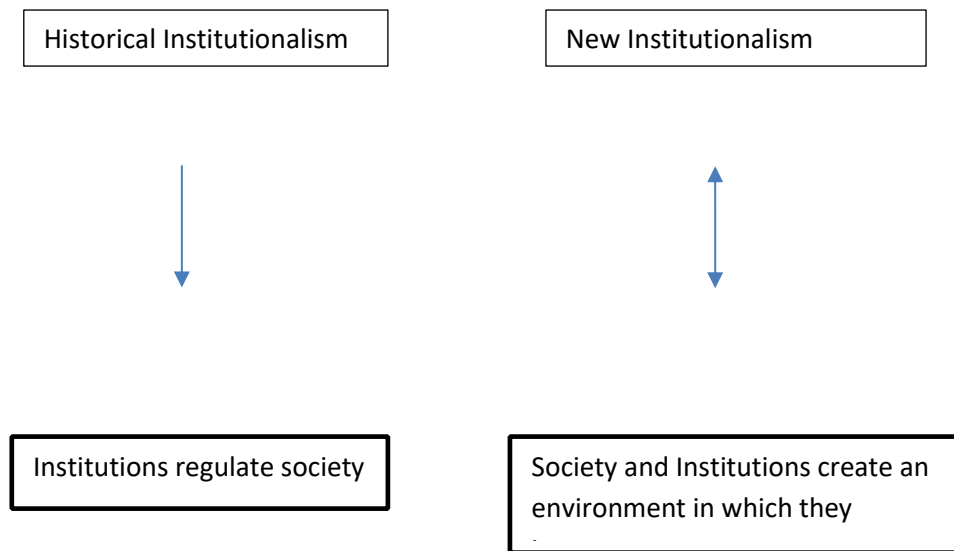 Historical Institutionalism
New Institutionalism
Institutions regulate society
Society and Institutions create an
environment in which they